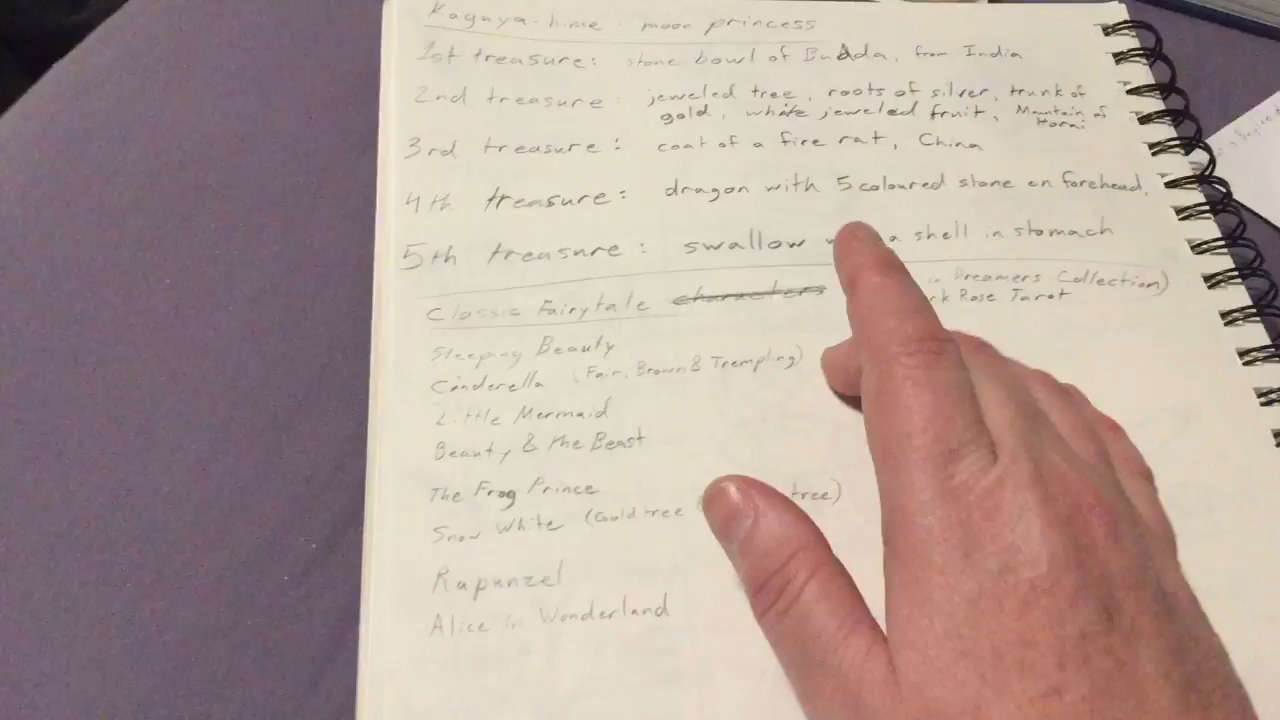 Kaguya-hime: moon princess
1st treasure: stone bowl of Budda, from India
2nd treasure: jeweled tree, roots of silver, trunk of
gold, white jeweled fruit, Mountain of
Horai
3rd treasure: coat of a fire rat, China
4th treasure: dragon with 5 coloured stone on forehead,
5th treasure: swallow a shell in stomach
Classic Fairytale characters in Dreamers Collection)
Rose Tarot
Sleeping Beauty
Cinderella (Fair, Brown & Trempling)
Little Mermaid
Beauty & the Beast
The Frog Prince
Snow White (Goldtree tree)
Rapunzel
Alice in Wonderland